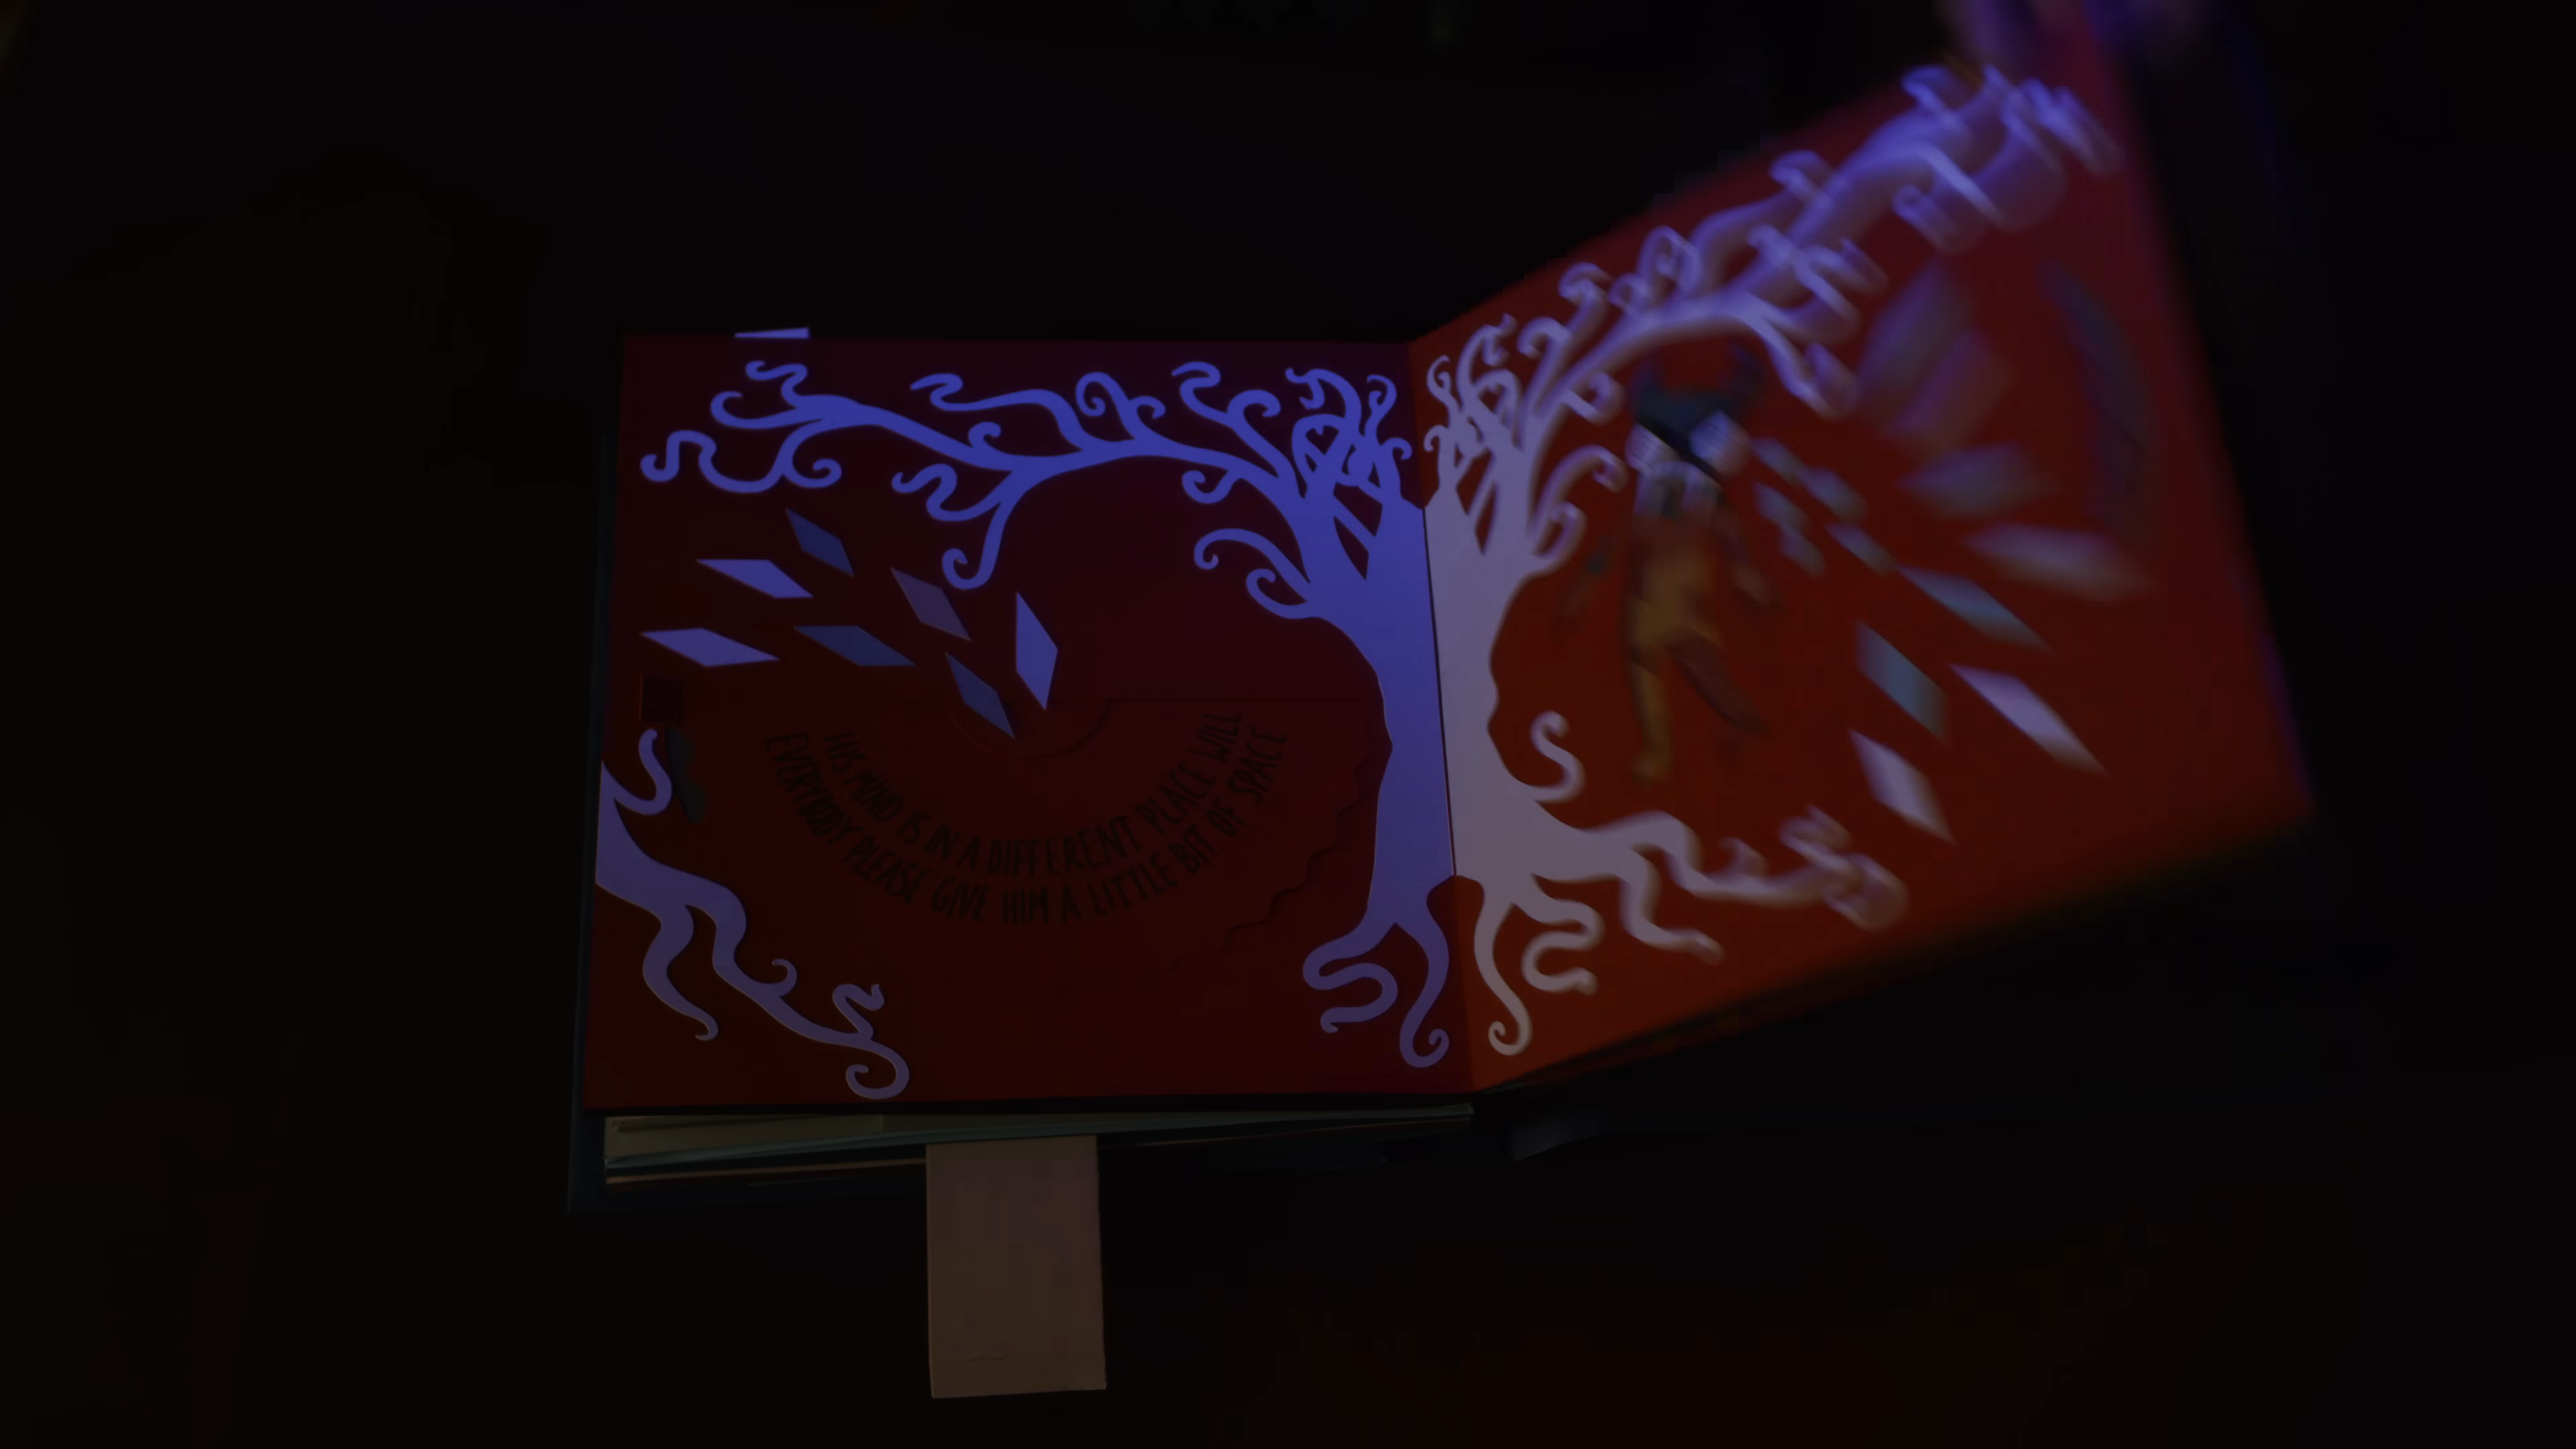 HIS MIND IS IN A DIFFERENT PLACE WILL
EVERYBODY PLEASE GIVE HIM A LITTLE BIT OF SPACE